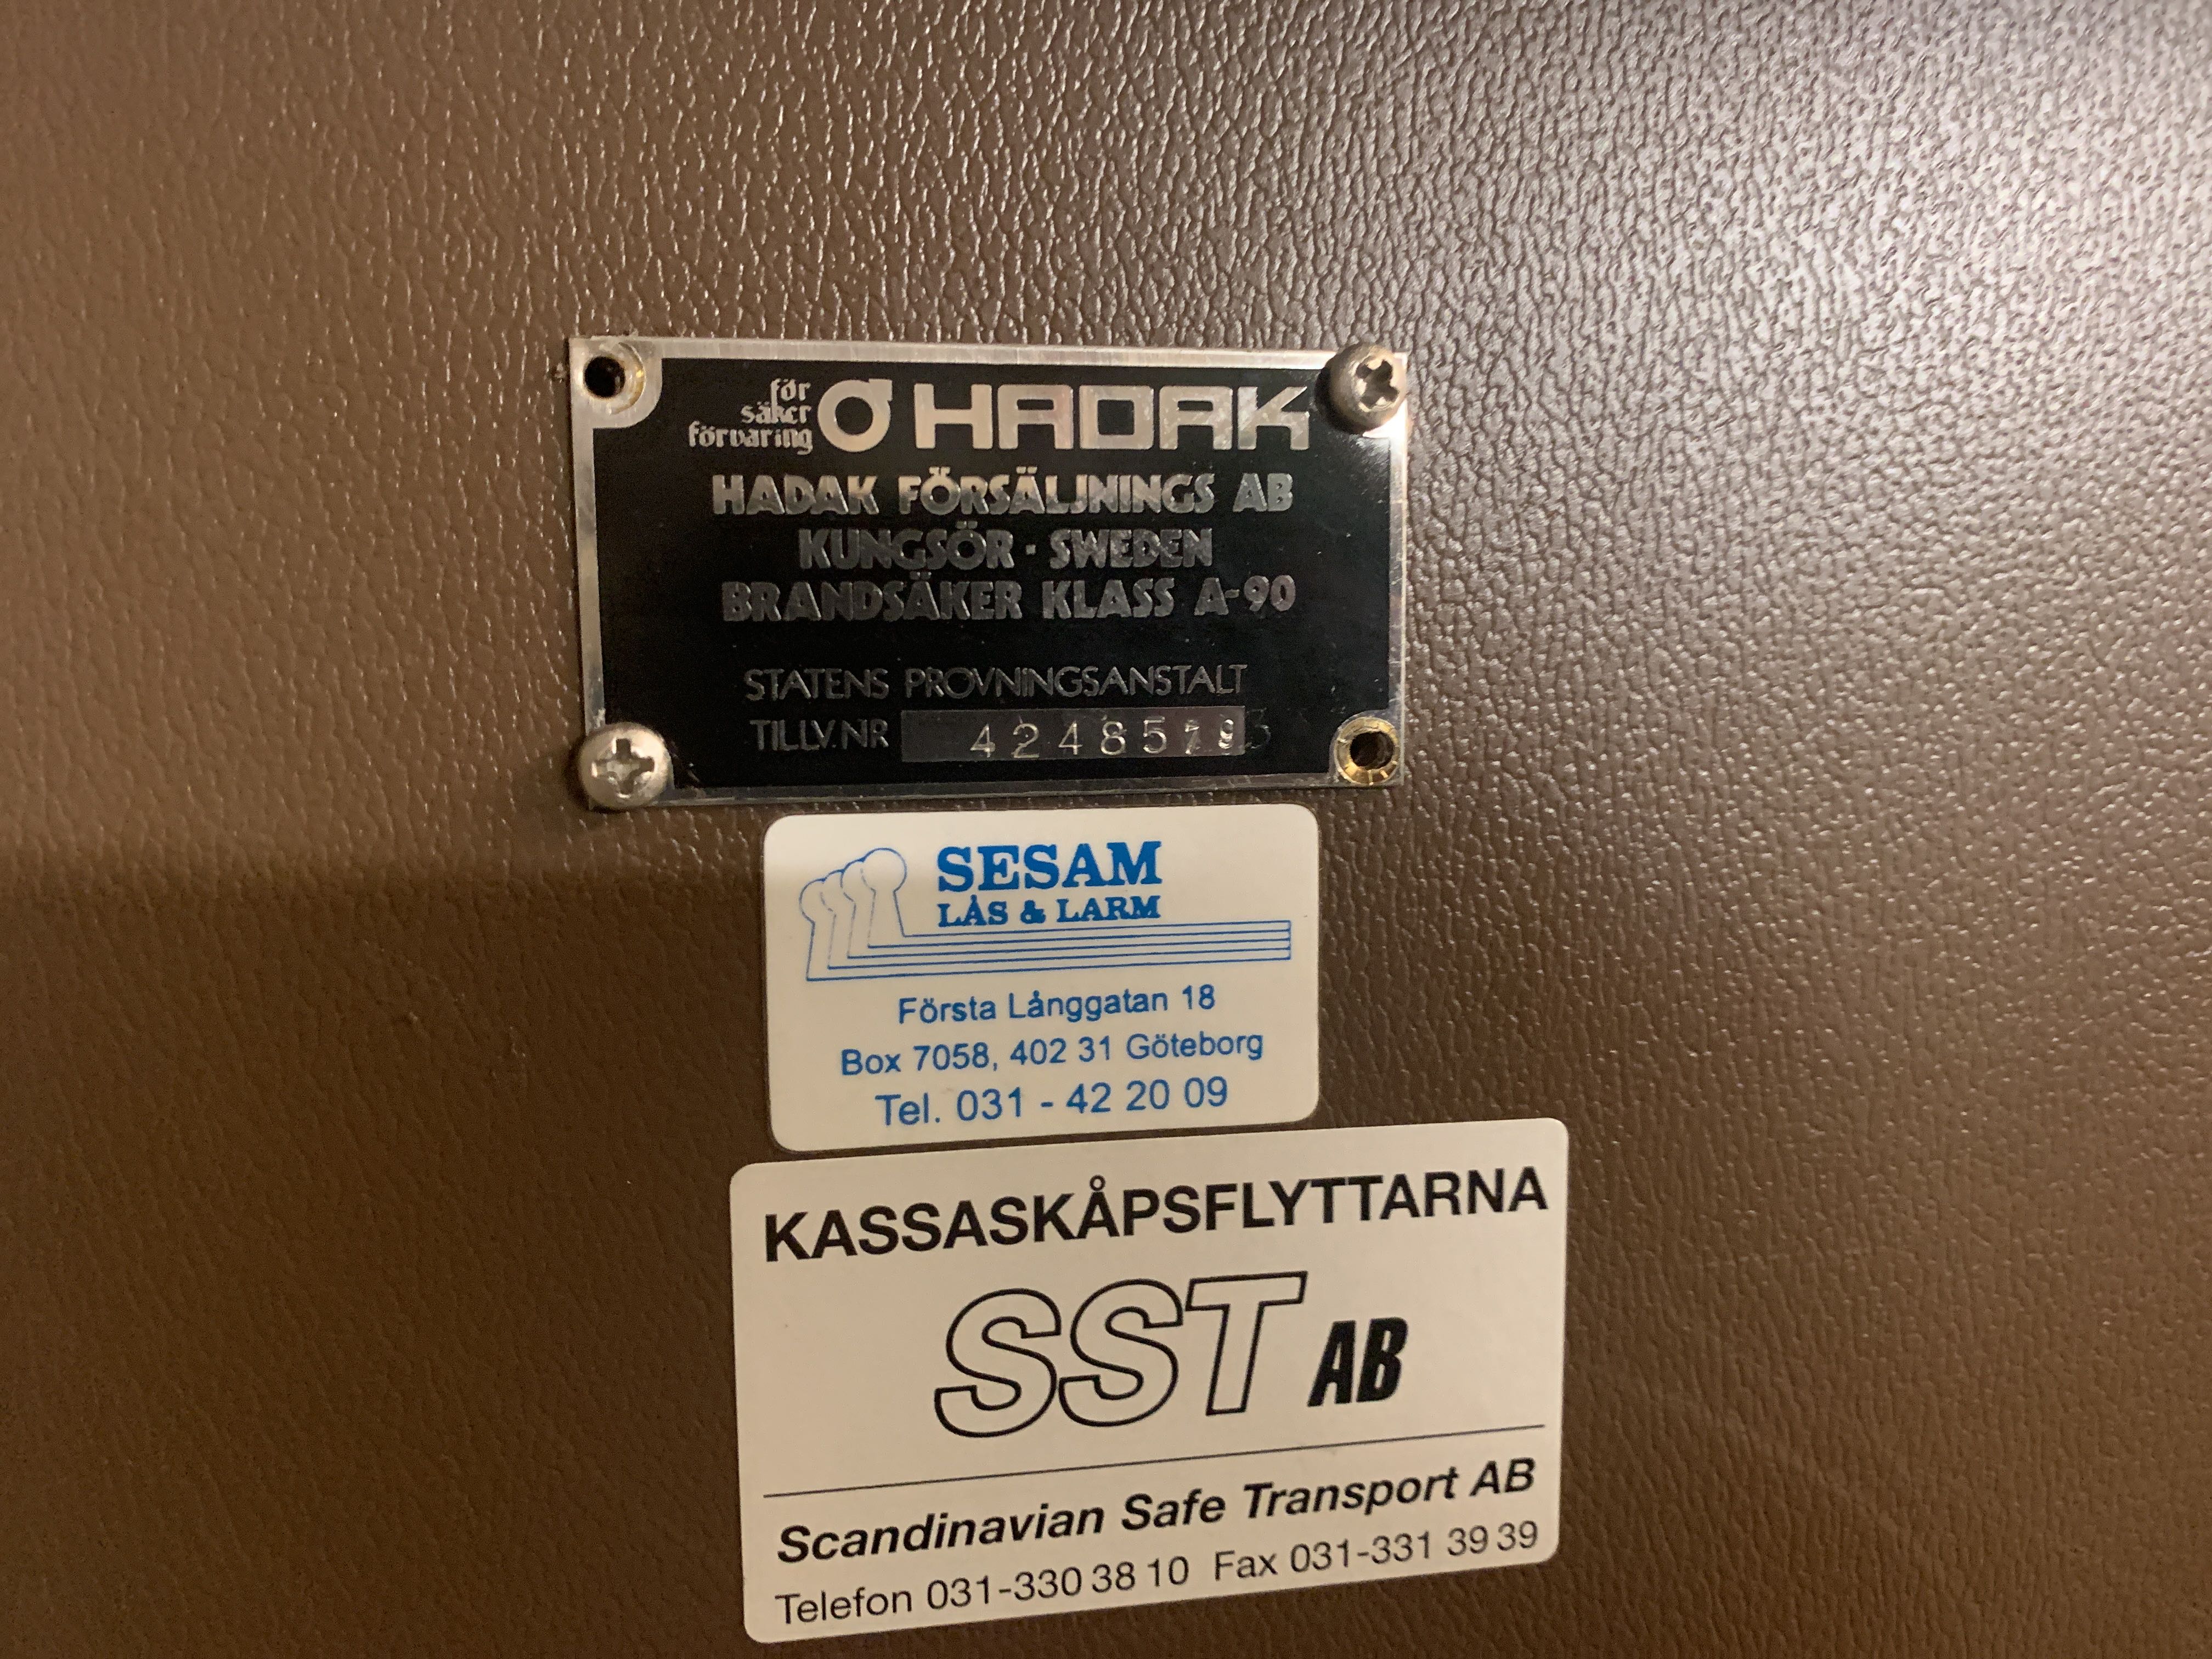 för
säker
förvaring
HADAK
HADAK FÖRSÄLJNINGS AB
KUNGSÖR · SWEDEN
BRANDSÄKER KLASS A-90
STATENS PROVNINGSANSTALT
TILLV.NR 4248579
SESAM
LÅS & LARM
Första Långgatan 18
Box 7058, 402 31 Göteborg
Tel. 031 - 42 20 09
KASSASKÅPSFLYTTARNA
SST AB
Scandinavian Safe Transport AB
Telefon 031-330 38 10 Fax 031-331 39 39